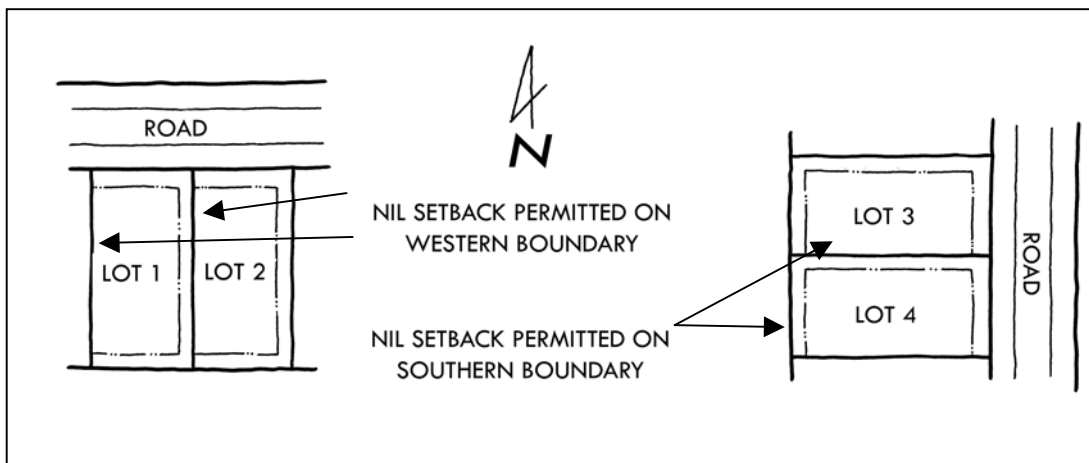 ROAD
N
NIL SETBACK PERMITTED ON
WESTERN BOUNDARY
LOT 1
LOT 2
NIL SETBACK PERMITTED ON
SOUTHERN BOUNDARY
LOT 3
LOT 4
ROAD